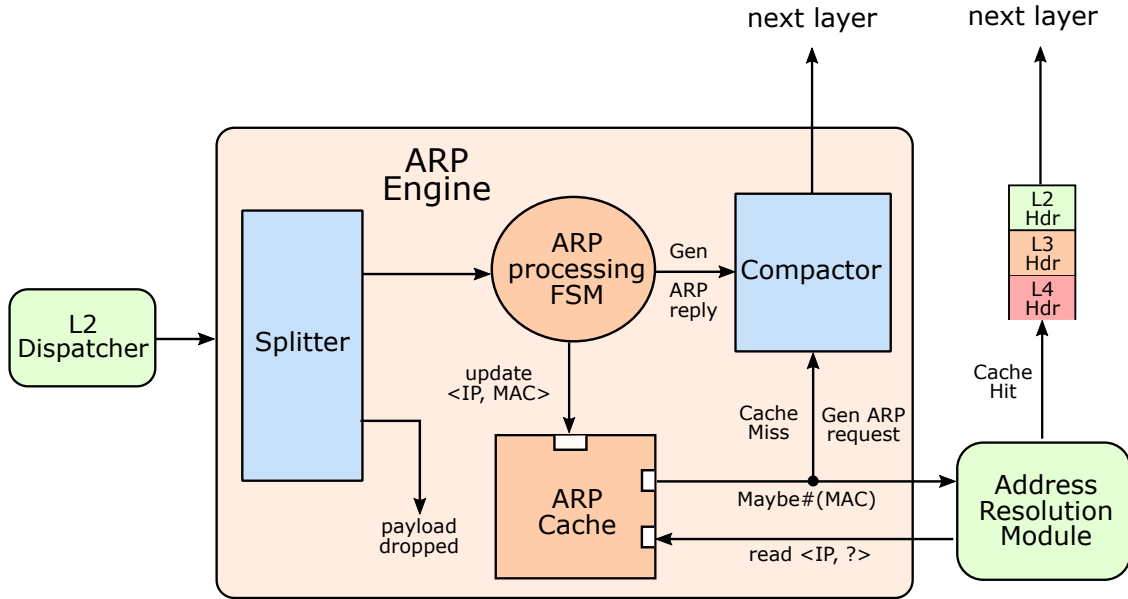 next layer
next layer
ARP
Engine
L2
Hdr
L3
Hdr
L4
Hdr
ARP
processing
FSM
Gen
ARP
reply
Compactor
Splitter
L2
Dispatcher
update
<IP, MAC>
Cache
Miss
Gen ARP
request
Cache
Hit
ARP
Cache
Maybe#(MAC)
read <IP, ?>
Address
Resolution
Module
payload
dropped